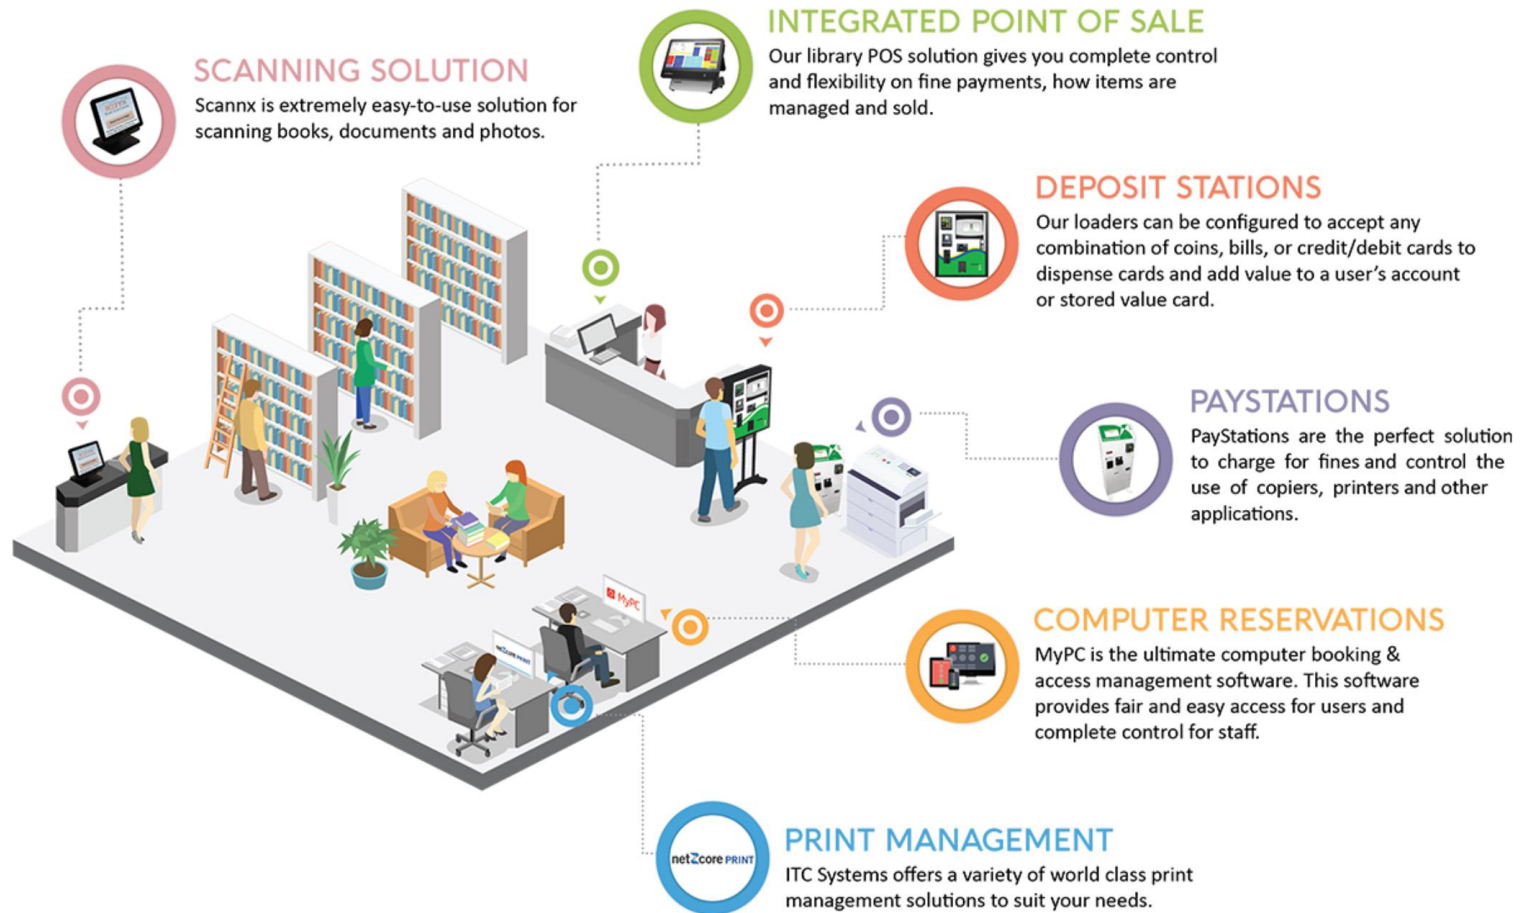 INTEGRATED POINT OF SALE
Our library POS solution gives you complete control
and flexibility on fine payments, how items are
managed and sold.
SCANNING SOLUTION
Scannx is extremely easy-to-use solution for
scanning books, documents and photos.
DEPOSIT STATIONS
Our loaders can be configured to accept any
combination of coins, bills, or credit/debit cards to
dispense cards and add value to a user's account
or stored value card.
PAYSTATIONS
PayStations are the perfect solution
to charge for fines and control the
use of copiers, printers and other
applications.
MyPC
netZcore PRINT
COMPUTER RESERVATIONS
MyPC is the ultimate computer booking &
access management software. This software
provides fair and easy access for users and
complete control for staff.
netZcore PRINT
PRINT MANAGEMENT
ITC Systems offers a variety of world class print
management solutions to suit your needs.